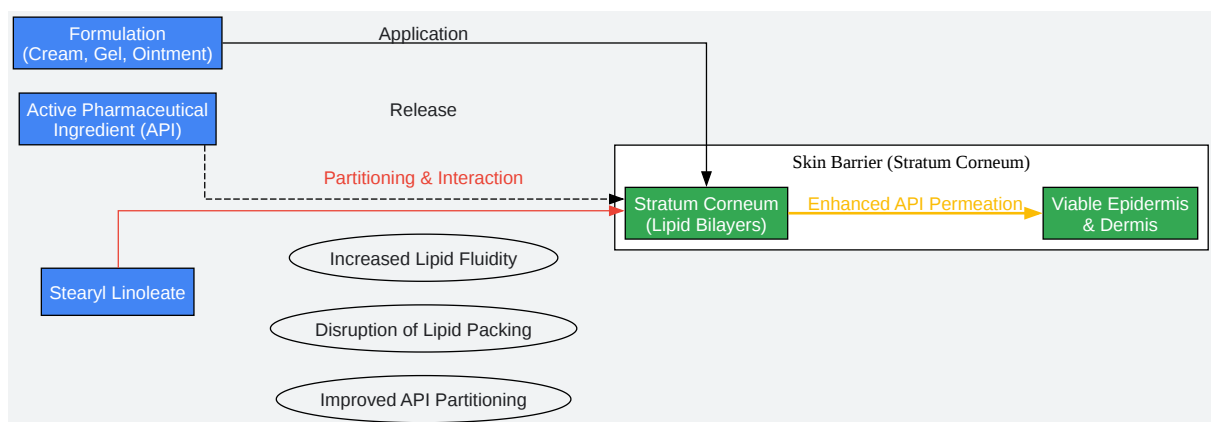 Formulation
(Cream, Gel, Ointment)
Application
Active Pharmaceutical
Ingredient (API)
Release
Skin Barrier (Stratum Corneum)
Partitioning & Interaction
Stratum Corneum
(Lipid Bilayers)
Enhanced API Permeation
Viable Epidermis
& Dermis
Increased Lipid Fluidity
Stearyl Linoleate
Disruption of Lipid Packing
Improved API Partitioning